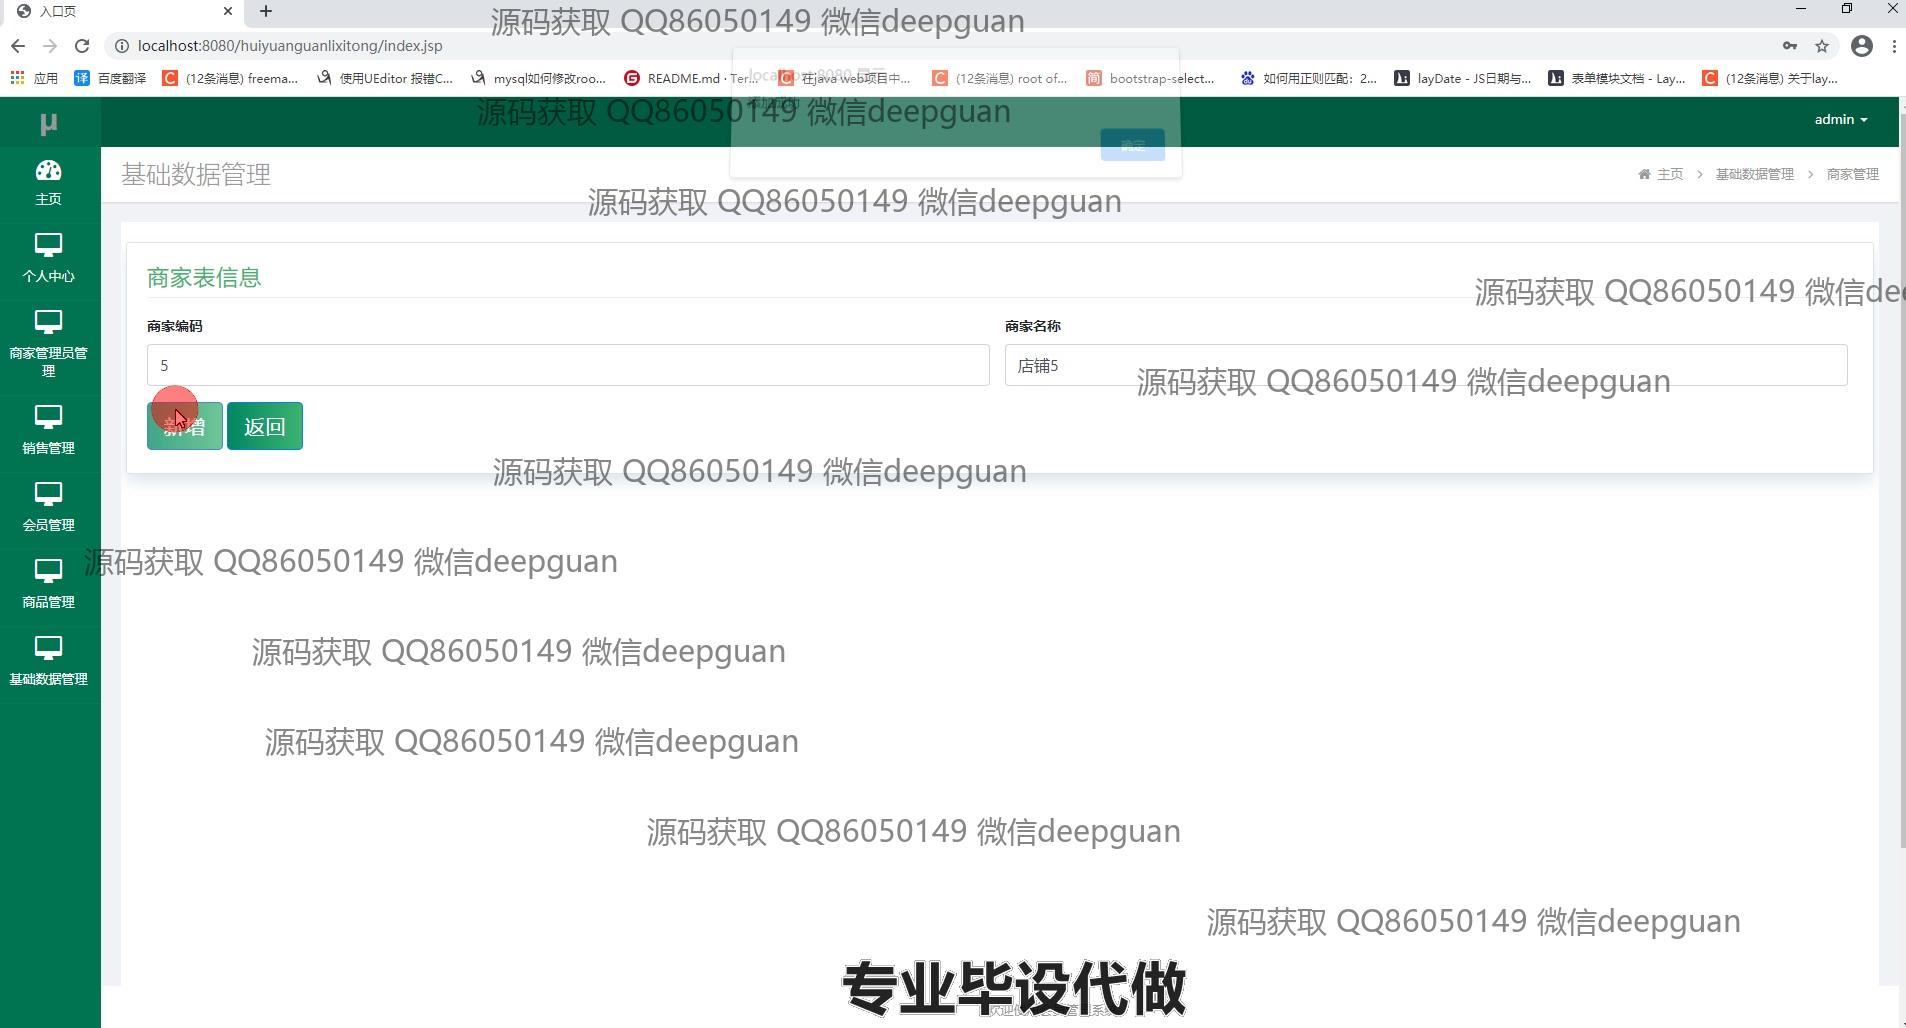 入口页
源码获取 QQ86050149 微信deepguan
localhost:8080/huiyuanguanlixitong/index.jsp
应用
百度翻译
(12条消息) freema...
使用UEditor 报错C...
mysql如何修改roo...
README.md · Ter...
在java web项目中...
(12条消息) root of...
bootstrap-select...
如何用正则匹配：2...
layDate - JS日期与...
表单模块文档 - Lay...
(12条消息) 关于lay...
localhost:8080 显示
添加成功
源码获取 QQ86050149 微信deepguan
确定
μ
admin
主页
基础数据管理
主页 > 基础数据管理 > 商家管理
源码获取 QQ86050149 微信deepguan
个人中心
商家表信息
源码获取 QQ86050149 微信dee
商家编码
商家名称
商家管理员管
理
5
店铺5
源码获取 QQ86050149 微信deepguan
新增
返回
销售管理
源码获取 QQ86050149 微信deepguan
会员管理
源码获取 QQ86050149 微信deepguan
商品管理
源码获取 QQ86050149 微信deepguan
基础数据管理
源码获取 QQ86050149 微信deepguan
源码获取 QQ86050149 微信deepguan
源码获取 QQ86050149 微信deepguan
专业毕设代做